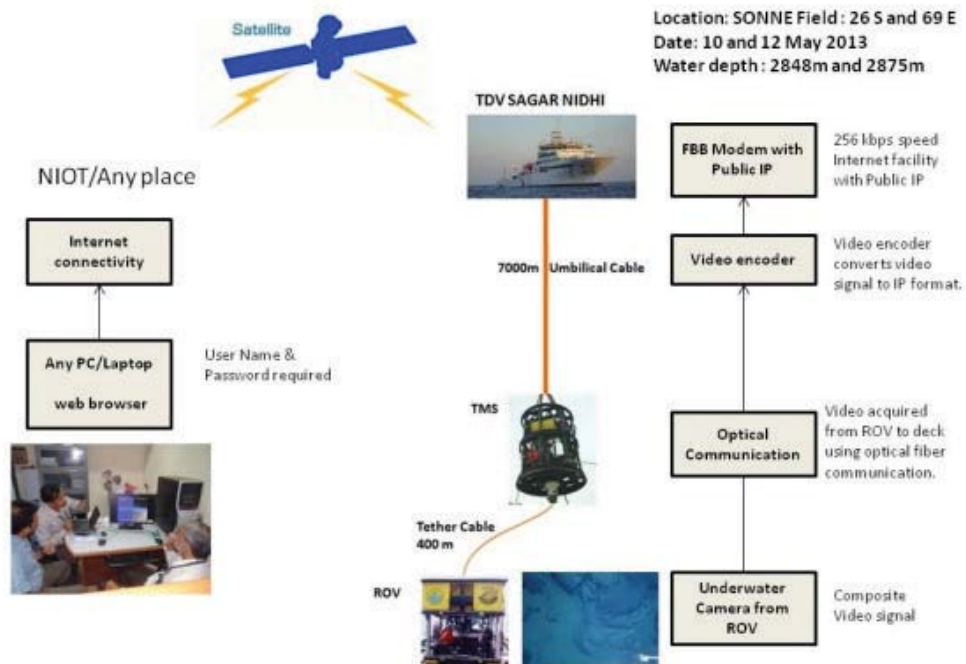 Satellite
Location: SONNE Field : 26 S and 69 E
Date: 10 and 12 May 2013
Water depth : 2848m and 2875m
TDV SAGAR NIDHI
NIOT/Any place
Internet
connectivity
Any PC/Laptop
web browser
User Name &
Password required
7000m Umbilical Cable
TMS
Tether Cable
400 m
ROV
FBB Modem with
Public IP
256 kbps speed
Internet facility
with Public IP
Video encoder
Video encoder
converts video
signal to IP format.
Optical
Communication
Video acquired
from ROV to deck
using optical fiber
communication.
Underwater
Camera from
ROV
Composite
Video signal